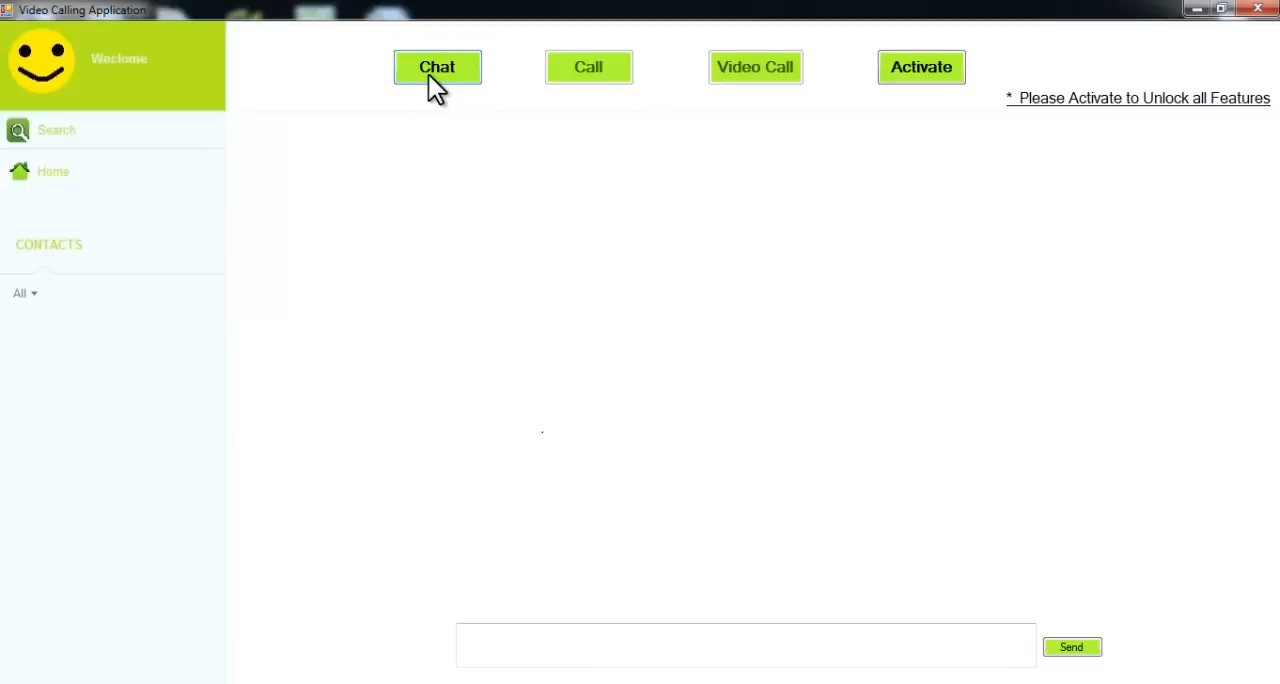 Video Calling Application
Weclome
Chat
Call
Video Call
Activate
* Please Activate to Unlock all Features
Search
Home
CONTACTS
All
Send